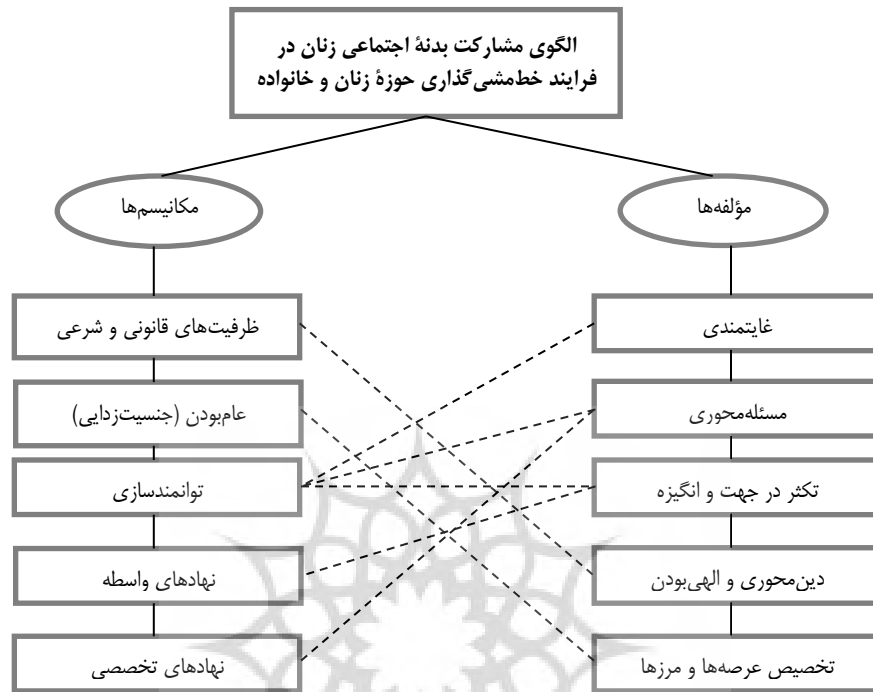 الگوی مشارکت بدنهٔ اجتماعی زنان در
فرایند خط‌مشی‌گذاری حوزهٔ زنان و خانواده
مؤلفه‌ها
مکانیسم‌ها
غایتمندی
ظرفیت‌های قانونی و شرعی
مسئله‌محوری
عام‌بودن (جنسیت‌زدایی)
تکثر در جهت و انگیزه
توانمندسازی
دین‌محوری و الهی‌بودن
نهادهای واسطه
تخصیص عرصه‌ها و مرزها
نهادهای تخصصی